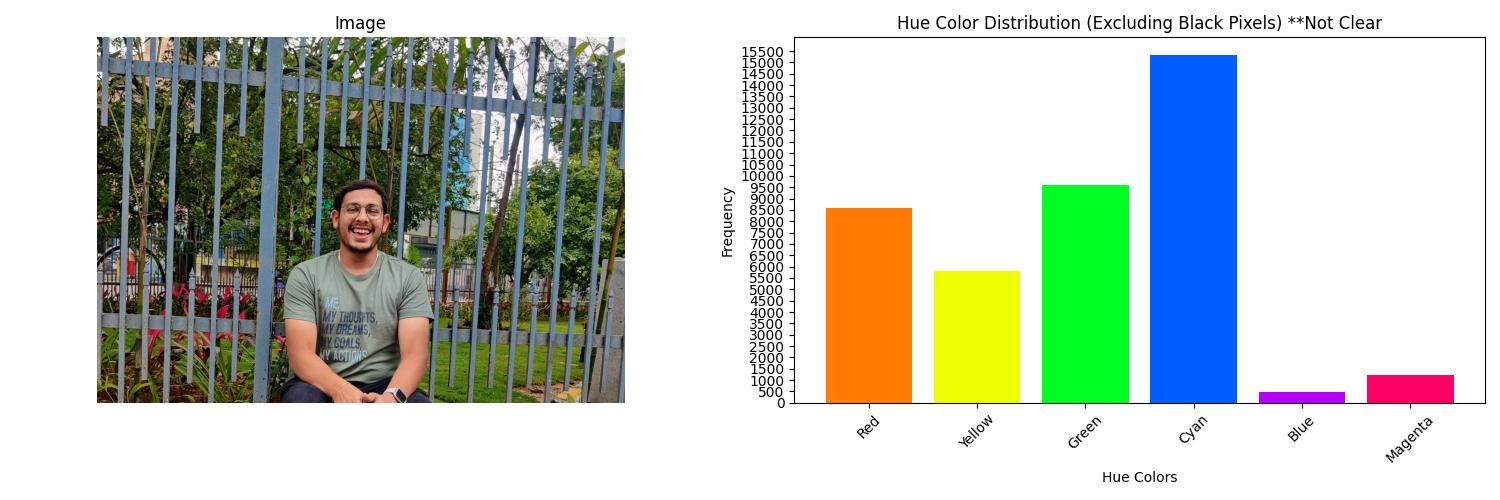 Image
ME,
MY THOUGHTS,
MY DREAMS,
MY GOALS,
MY ACTIONS
Hue Color Distribution (Excluding Black Pixels) **Not Clear
Frequency
15500
15000
14500
14000
13500
13000
12500
12000
11500
11000
10500
10000
9500
9000
8500
8000
7500
7000
6500
6000
5500
5000
4500
4000
3500
3000
2500
2000
1500
1000
500
0
Red
Yellow
Green
Cyan
Blue
Magenta
Hue Colors